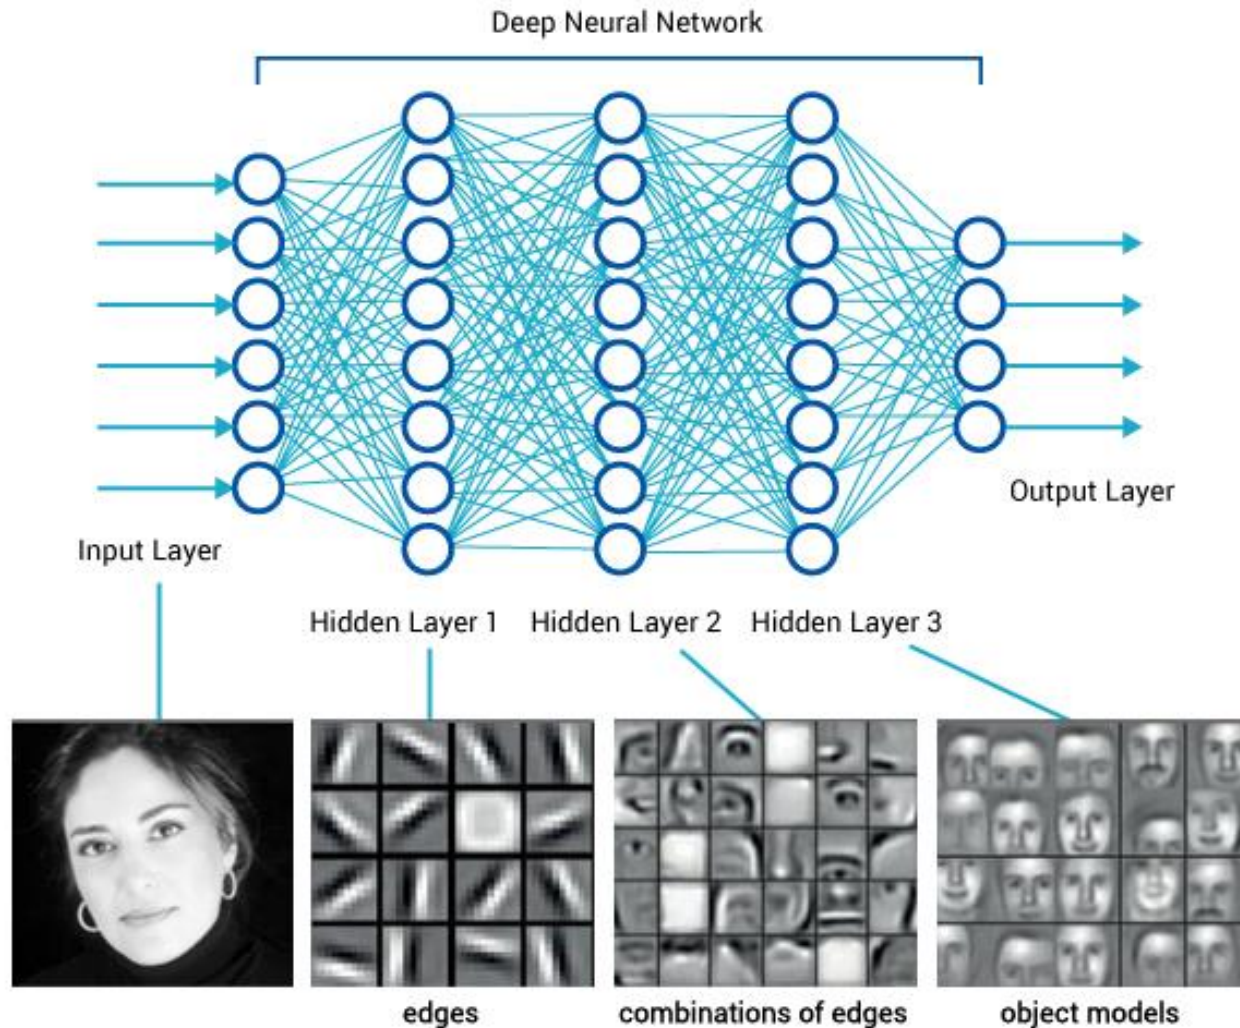 Deep Neural Network
Output Layer
Input Layer
Hidden Layer 1
Hidden Layer 2
Hidden Layer 3
edges
combinations of edges
object models